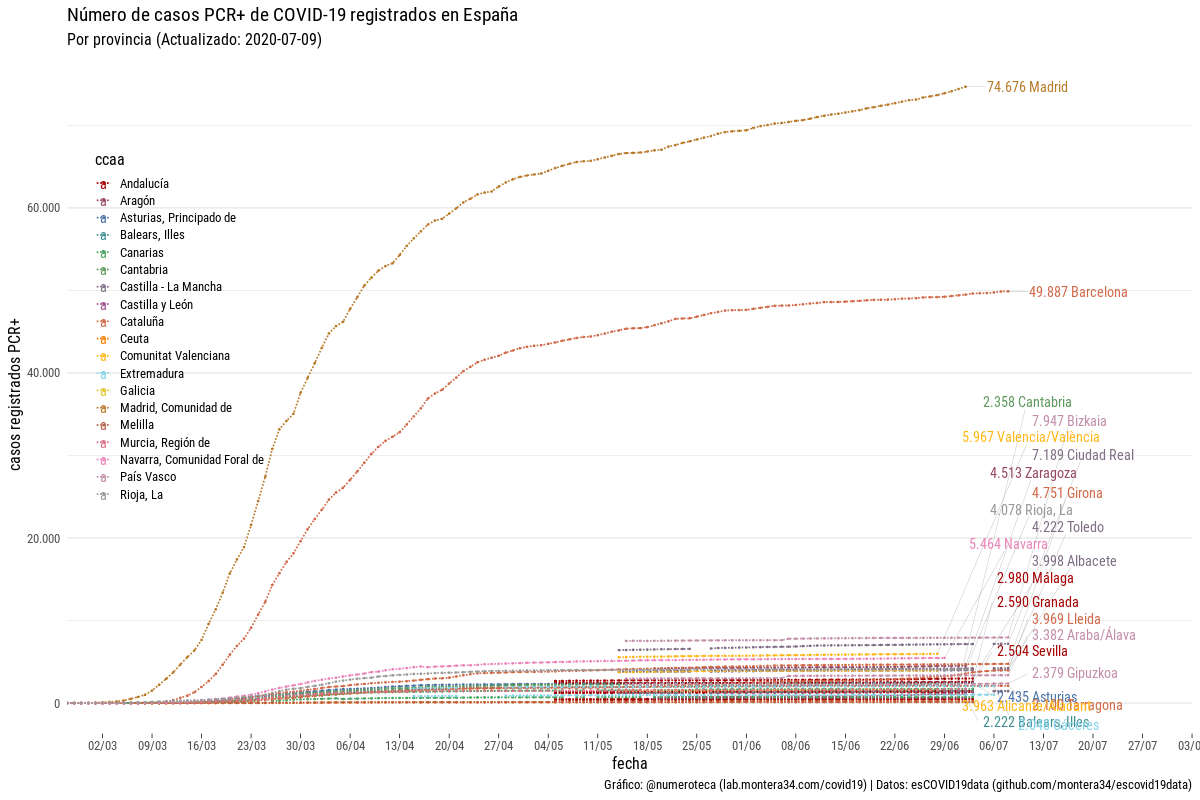 Número de casos PCR+ de COVID-19 registrados en España
Por provincia (Actualizado: 2020-07-09)
74.676 Madrid
ccaa
Andalucía
Aragón
Asturias, Principado de
Balears, Illes
Canarias
Cantabria
Castilla - La Mancha
Castilla y León
Cataluña
Ceuta
Comunitat Valenciana
Extremadura
Galicia
Madrid, Comunidad de
Melilla
Murcia, Región de
Navarra, Comunidad Foral de
País Vasco
Rioja, La
60.000
40.000
20.000
0
casos registrados PCR+
49.887 Barcelona
2.358 Cantabria
7.947 Bizkaia
5.967 Valencia/València
7.189 Ciudad Real
4.513 Zaragoza
4.751 Girona
4.078 Rioja, La
4.222 Toledo
5.464 Navarra
3.998 Albacete
2.980 Málaga
2.590 Granada
3.969 Lleida
3.382 Araba/Álava
2.504 Sevilla
2.379 Gipuzkoa
2.435 Asturias
3.963 Alicante/Alacant
Tarragona
2.222 Balears, Illes
Cáceres
02/03 09/03 16/03 23/03 30/03 06/04 13/04 20/04 27/04 04/05 11/05 18/05 25/05 01/06 08/06 15/06 22/06 29/06 06/07 13/07 20/07 27/07 03/0
fecha
Gráfico: @numeroteca (lab.montera34.com/covid19) | Datos: esCOVID19data (github.com/montera34/escovid19data)